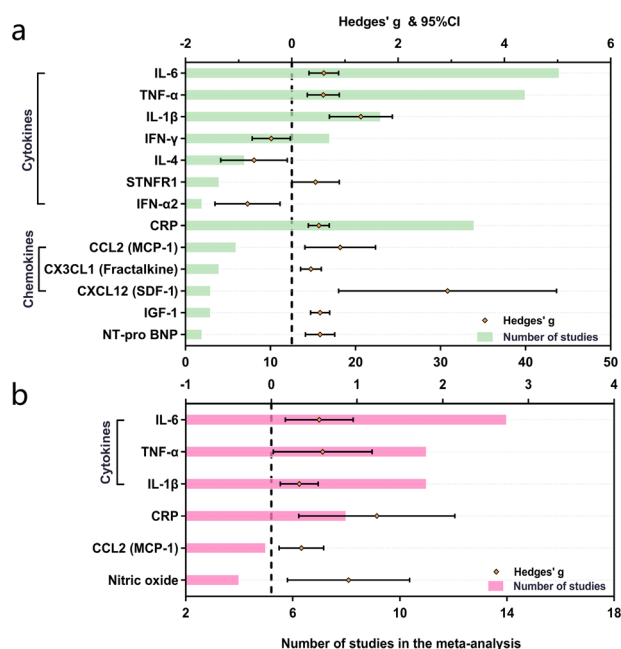 a
Hedges' g & 95%CI
-2 0 2 4 6
Cytokines
IL-6
TNF-α
IL-1β
IFN-γ
IL-4
STNFR1
IFN-α2
CRP
Chemokines
CCL2 (MCP-1)
CX3CL1 (Fractalkine)
CXCL12 (SDF-1)
IGF-1
NT-pro BNP
Hedges' g
Number of studies
0 10 20 30 40 50
b
-1 0 1 2 3 4
Cytokines
IL-6
TNF-α
IL-1β
CRP
CCL2 (MCP-1)
Nitric oxide
Hedges' g
Number of studies
2 6 10 14 18
Number of studies in the meta-analysis